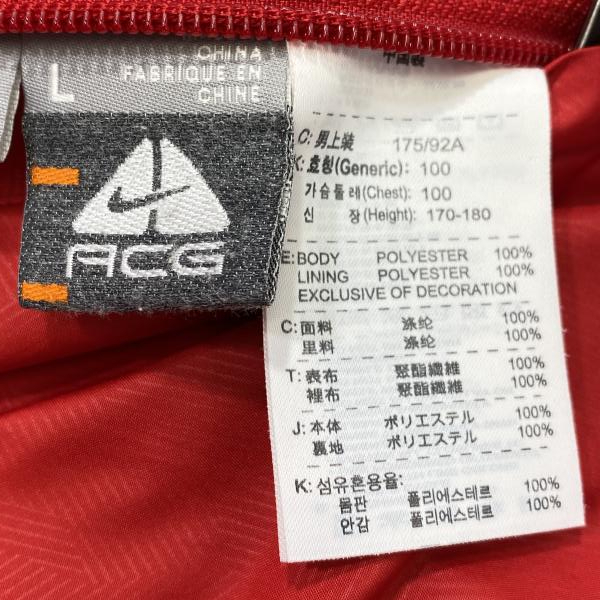 CHINA
FABRIQUE EN
CHINE
L
ACG
C: 男上裝 175/92A
K: 호칭(Generic): 100
가슴둘레(Chest): 100
신 장(Height): 170-180
E: BODY POLYESTER 100%
LINING POLYESTER 100%
EXCLUSIVE OF DECORATION
C: 面料 涤纶 100%
里料 涤纶 100%
T: 表布 聚酯纖維 100%
裡布 聚酯纖維 100%
J: 本体 ポリエステル 100%
裏地 ポリエステル 100%
K: 섬유혼용율:
몸판 폴리에스테르 100%
안감 폴리에스테르 100%